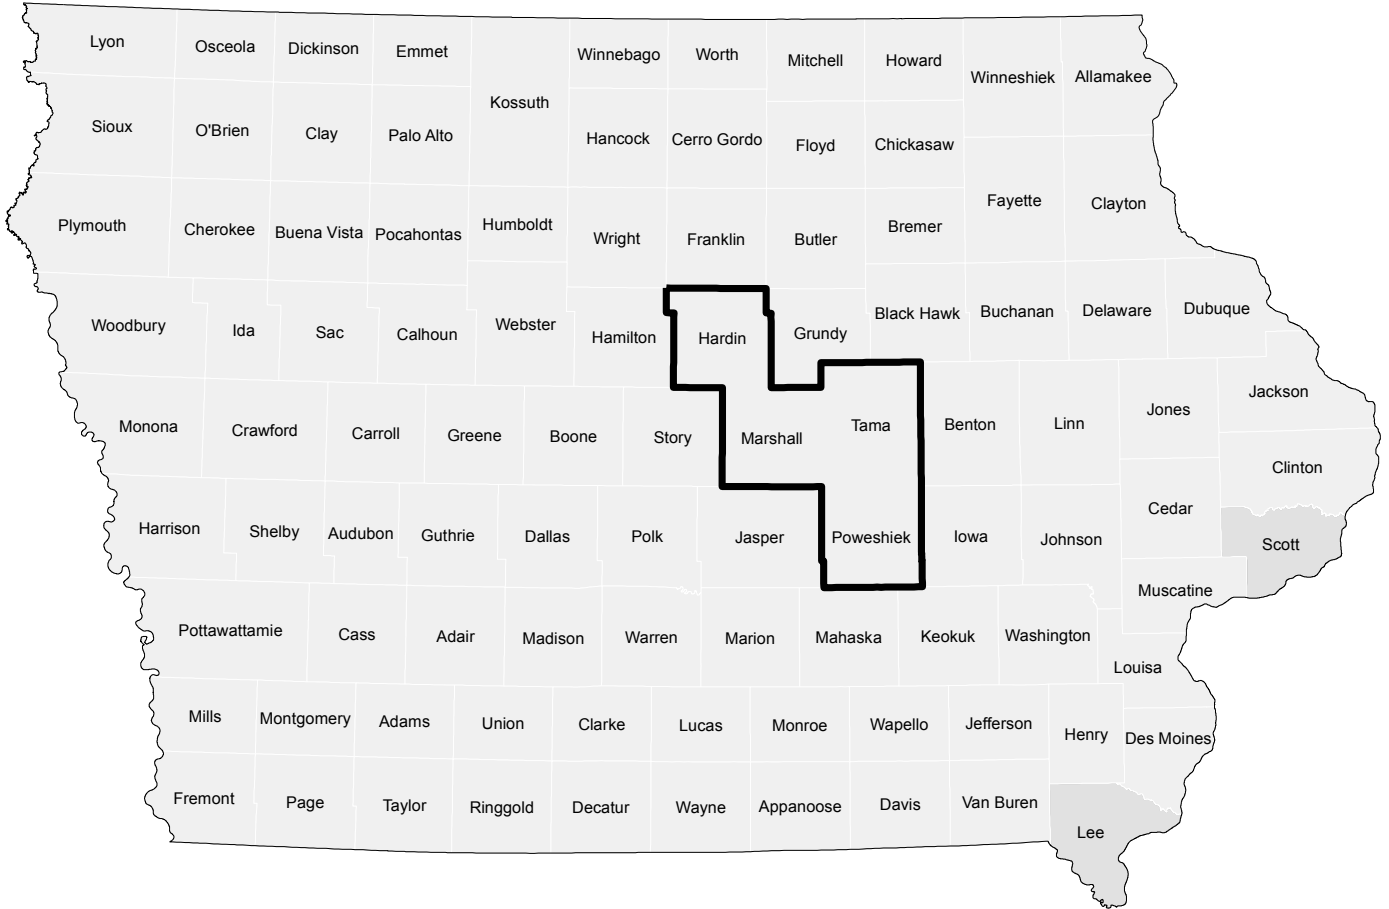 Lyon
Osceola
Dickinson
Emmet
Kossuth
Winnebago
Worth
Mitchell
Howard
Winneshiek
Allamakee
Sioux
O'Brien
Clay
Palo Alto
Hancock
Cerro Gordo
Floyd
Chickasaw
Fayette
Clayton
Plymouth
Cherokee
Buena Vista
Pocahontas
Humboldt
Wright
Franklin
Butler
Bremer
Woodbury
Ida
Sac
Calhoun
Webster
Hamilton
Hardin
Grundy
Black Hawk
Buchanan
Delaware
Dubuque
Monona
Crawford
Carroll
Greene
Boone
Story
Marshall
Tama
Benton
Linn
Jones
Jackson
Clinton
Cedar
Harrison
Shelby
Audubon
Guthrie
Dallas
Polk
Jasper
Poweshiek
Iowa
Johnson
Scott
Muscatine
Pottawattamie
Cass
Adair
Madison
Warren
Marion
Mahaska
Keokuk
Washington
Louisa
Mills
Montgomery
Adams
Union
Clarke
Lucas
Monroe
Wapello
Jefferson
Henry
Des Moines
Fremont
Page
Taylor
Ringgold
Decatur
Wayne
Appanoose
Davis
Van Buren
Lee